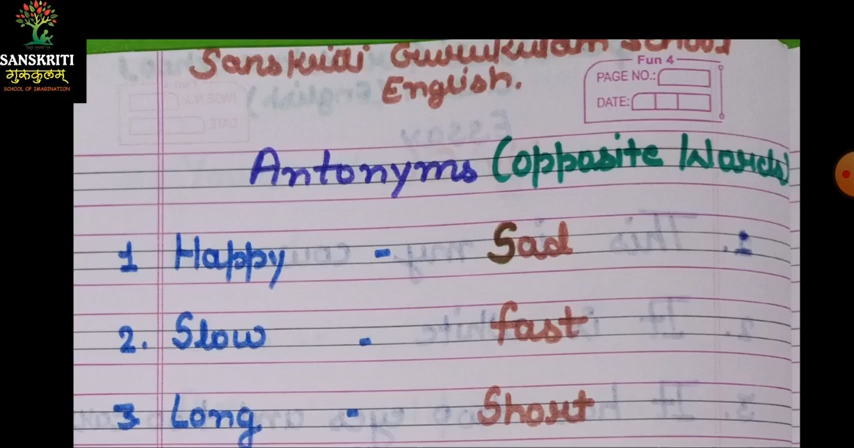 SANSKRITI
गुरुकुलम्
SCHOOL OF IMAGINATION
Sanskriti Gurukulam School
English.
Fun 4
PAGE NO.:
DATE:
Antonyms (opposite Words)
1 Happy - Sad
2. Slow - fast
3 Long - Short